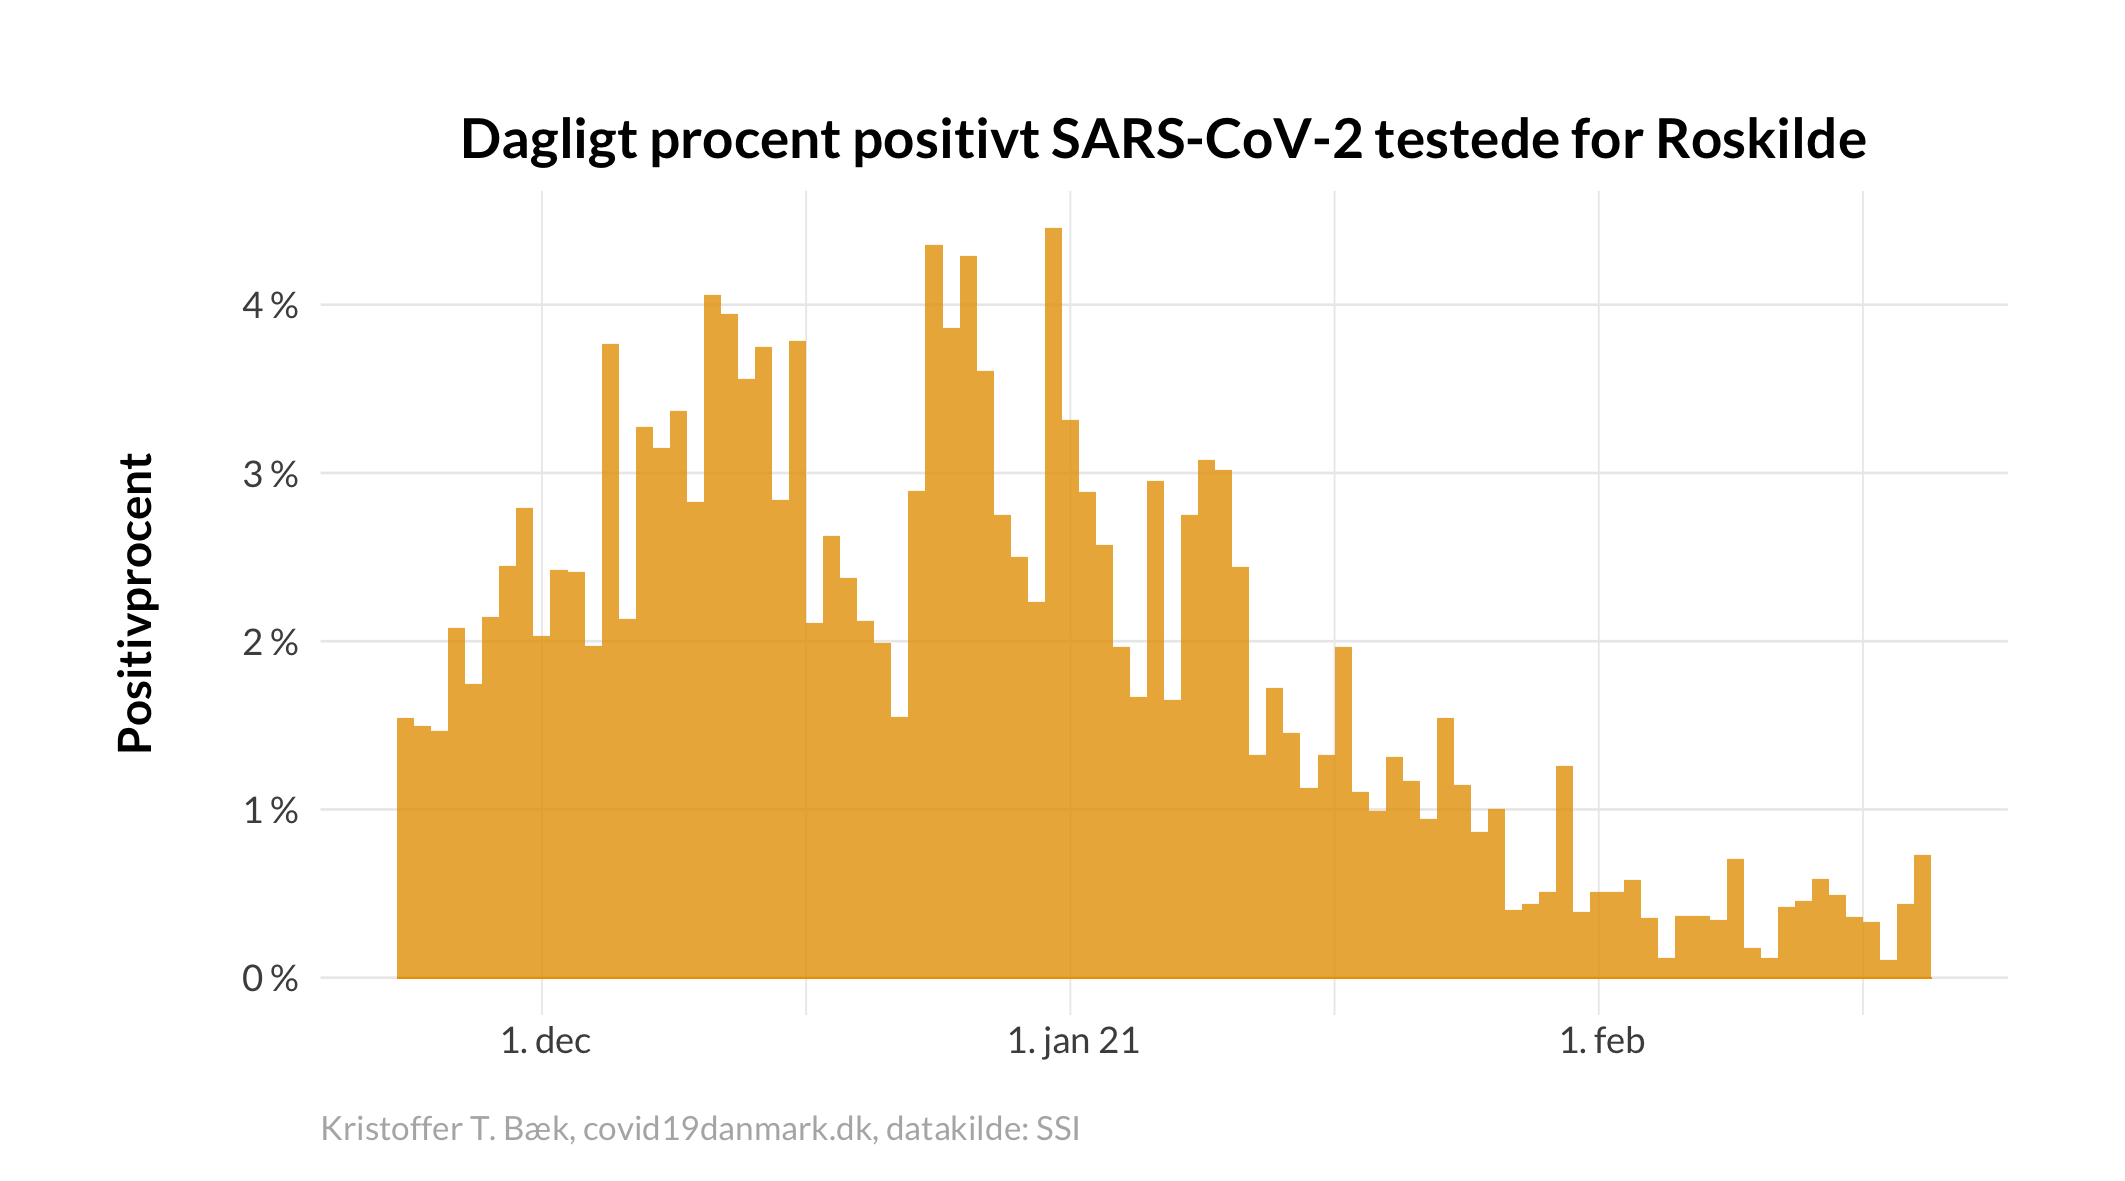 Dagligt procent positivt SARS-CoV-2 testede for Roskilde
Positivprocent
4 %
3 %
2 %
1 %
0 %
1. dec
1. jan 21
1. feb
Kristoffer T. Bæk, covid19danmark.dk, datakilde: SSI